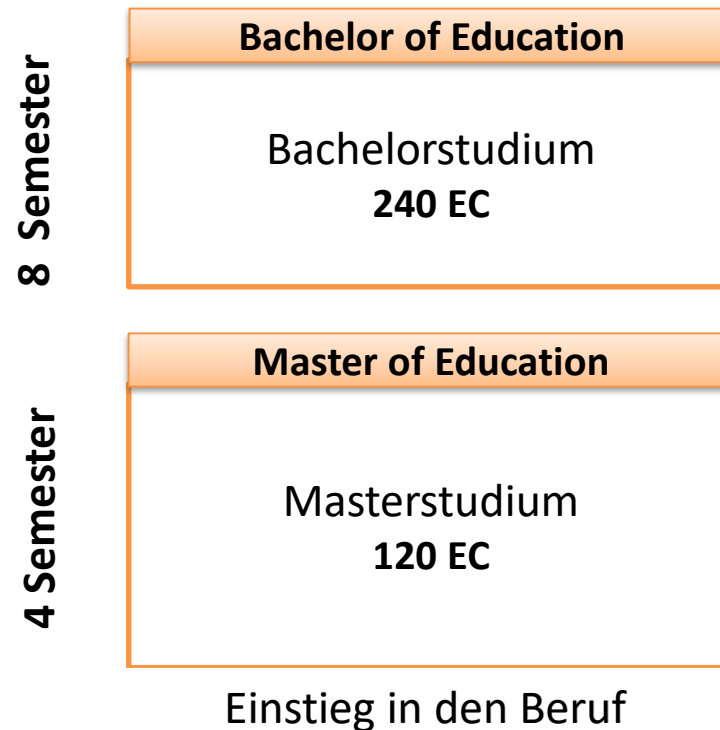 Bachelor of Education
8 Semester
Bachelorstudium
240 EC
Master of Education
4 Semester
Masterstudium
120 EC
Einstieg in den Beruf